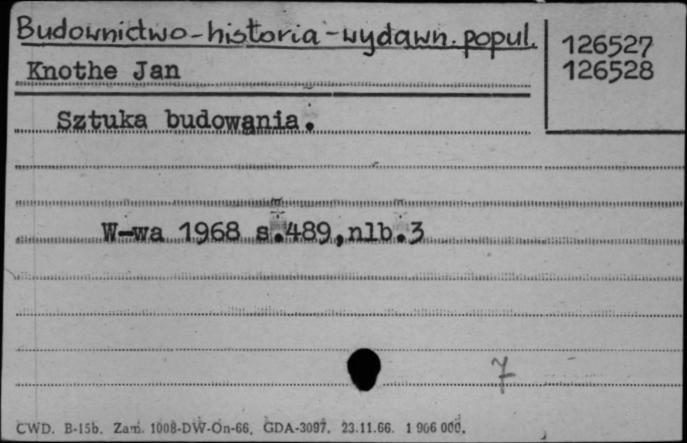 Budownictwo-historia-wydawn. popul.
126527
126528
Knothe Jan
Sztuka budowania.
W-wa 1968 s.489,nlb.3
7
CWD. B-15b. Zam. 1008-DW-On-66. GDA-3097. 23.11.66. 1 906 000.